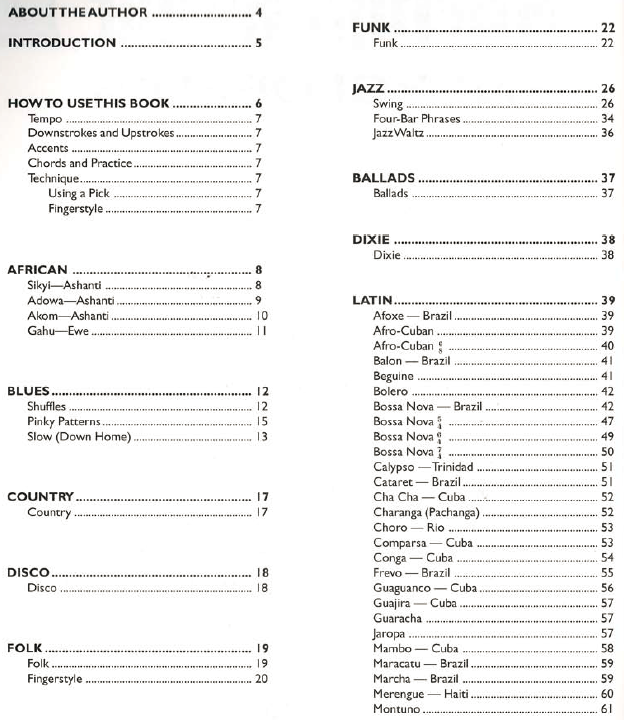 ABOUT THE AUTHOR ........ 4
INTRODUCTION ........ 5
HOW TO USE THIS BOOK ........ 6
Tempo ........ 7
Downstrokes and Upstrokes ........ 7
Accents ........ 7
Chords and Practice ........ 7
Technique ........ 7
Using a Pick ........ 7
Fingerstyle ........ 7
AFRICAN ........ 8
Sikyi—Ashanti ........ 8
Adowa—Ashanti ........ 9
Akom—Ashanti ........ 10
Gahu—Ewe ........ 11
BLUES ........ 12
Shuffles ........ 12
Pinky Patterns ........ 15
Slow (Down Home) ........ 13
COUNTRY ........ 17
Country ........ 17
DISCO ........ 18
Disco ........ 18
FOLK ........ 19
Folk ........ 19
Fingerstyle ........ 20
FUNK ........ 22
Funk ........ 22
JAZZ ........ 26
Swing ........ 26
Four-Bar Phrases ........ 34
Jazz Waltz ........ 36
BALLADS ........ 37
Ballads ........ 37
DIXIE ........ 38
Dixie ........ 38
LATIN ........ 39
Afoxe — Brazil ........ 39
Afro-Cuban ........ 39
Afro-Cuban 6/8 ........ 40
Balon — Brazil ........ 41
Beguine ........ 41
Bolero ........ 42
Bossa Nova — Brazil ........ 42
Bossa Nova 5/4 ........ 47
Bossa Nova 6/4 ........ 49
Bossa Nova 7/4 ........ 50
Calypso — Trinidad ........ 51
Cataret — Brazil ........ 51
Cha Cha — Cuba ........ 52
Charanga (Pachanga) ........ 52
Choro — Rio ........ 53
Comparsa — Cuba ........ 53
Conga — Cuba ........ 54
Frevo — Brazil ........ 55
Guaguanco — Cuba ........ 56
Guajira — Cuba ........ 57
Guaracha ........ 57
Jaropa ........ 57
Mambo — Cuba ........ 58
Maracatu — Brazil ........ 59
Marcha — Brazil ........ 59
Merengue — Haiti ........ 60
Montuno ........ 61